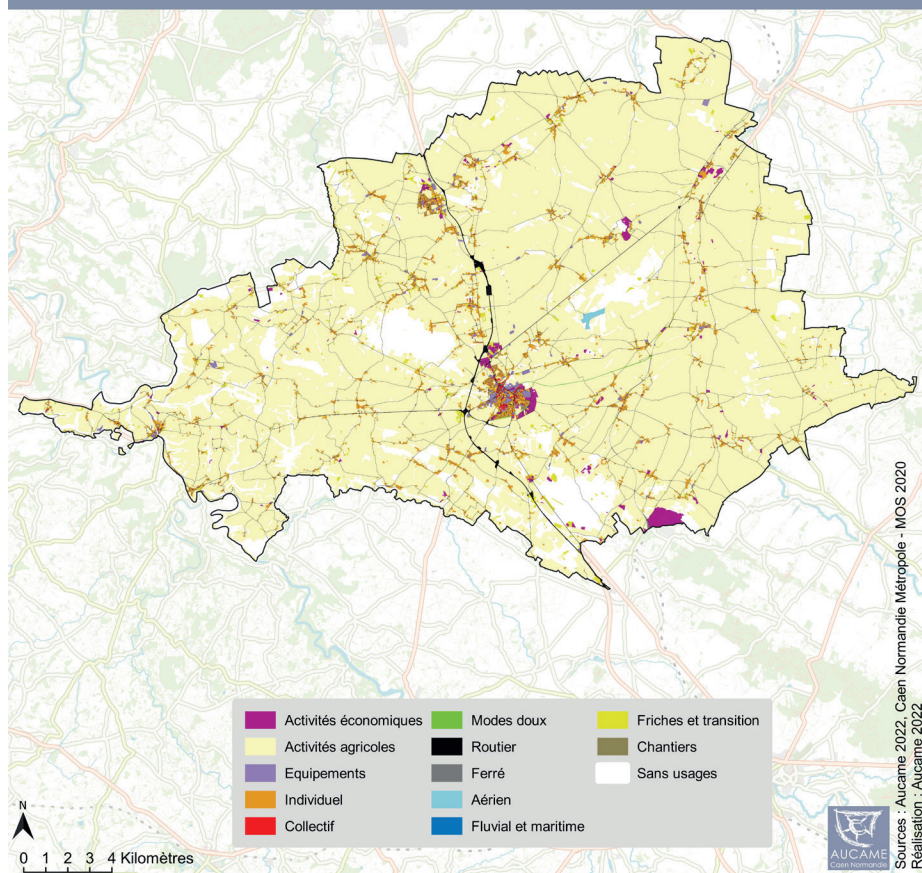 Activités économiques
Activités agricoles
Equipements
Individuel
Collectif
Modes doux
Routier
Ferré
Aérien
Fluvial et maritime
Friches et transition
Chantiers
Sans usages
N
0 1 2 3 4 Kilomètres
AUCAME
Caen Normandie
Sources : Aucame 2022, Caen Normandie Métropole - MOS 2020
Réalisation : Aucame 2022